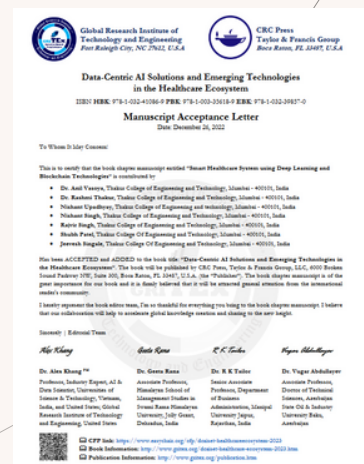 Global Research Institute of
Technology and Engineering
Fort Raleigh City, NC 27622, U.S.A
CRC Press
Taylor & Francis Group
Boca Raton, FL 33487, U.S.A
Data-Centric AI Solutions and Emerging Technologies
in the Healthcare Ecosystem
ISBN HBK: 978-1-032-41086-9 PBK: 978-1-003-35618-9 EBK: 978-1-032-39857-0
Manuscript Acceptance Letter
Date: December 26, 2022
To Whom It May Concern!
This is to certify that the book chapter manuscript entitled "Smart Healthcare System using Deep Learning and
Blockchain Technologies" is contributed by
Dr. Anil Vasoya, Thakur College of Engineering and Technology, Mumbai - 400101, India
Dr. Rashmi Thakur, Thakur College of Engineering and Technology, Mumbai - 400101, India
Nishant Upadhyay, Thakur College of Engineering and technology, Mumbai - 400101, India
Nishant Singh, Thakur College of Engineering and Technology, Mumbai - 400101, India
Rajvir Singh, Thakur College of Engineering and Technology, Mumbai - 400101, India
Shubh Patel, Thakur College Of Engineering and Technology, Mumbai - 400101, India
Jeevesh Singale, Thakur College Of Engineering and Technology, Mumbai - 400101, India
Has been ACCEPTED and ADDED to the book title: "Data-Centric AI Solutions and Emerging Technologies in
the Healthcare Ecosystem". The book will be published by CRC Press, Taylor & Francis Group, LLC, 6000 Broken
Sound Parkway NW, Suite 300, Boca Raton, FL 33487, U.S.A. (the "Publisher"). The book chapter manuscript is of the
great importance for our book and it is firmly believed that it will be attracted general attention from the international
reader's community.
I hereby represent the book editors team, I'm so thankful for everything you bring to the book chapter manuscript. I believe
that our collaboration will help to accelerate global knowledge creation and sharing to the new height.
Sincerely | Editorial Team
Alex Khang
Geeta Rana
R K Tailor
Dr. Alex Khang
Dr. Geeta Rana
Dr. R K Tailor
Dr. Vugar Abdullayev
Professor, Industry Expert, AI &
Data Scientist, Universities of
Science & Technology, Vietnam,
India, and United States, Global
Research Institute of Technology
and Engineering, United States
Associate Professor,
Himalayan School of
Management Studies in
Swami Rama Himalayan
University, Jolly Grant,
Dehradun, India
Senior Associate
Professor, Department
of Business
Administration, Manipal
University Jaipur,
Rajasthan, India
Associate Professor,
Doctor of Technical
Sciences, Azerbaijan
State Oil & Industry
University Baku,
Azerbaijan
CFP link:
Book Information:
Publication Information: